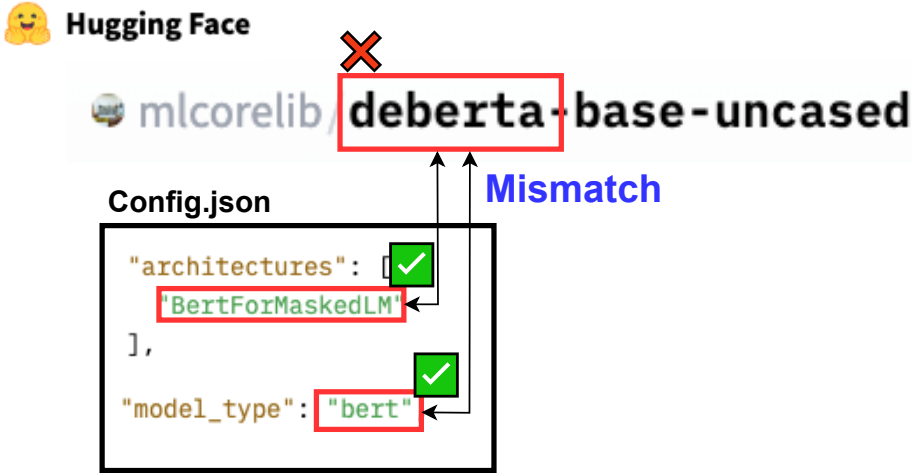 Hugging Face
mlcorelib/deberta-base-uncased
Mismatch
Config.json
"architectures": [
"BertForMaskedLM"
],
"model_type": "bert"